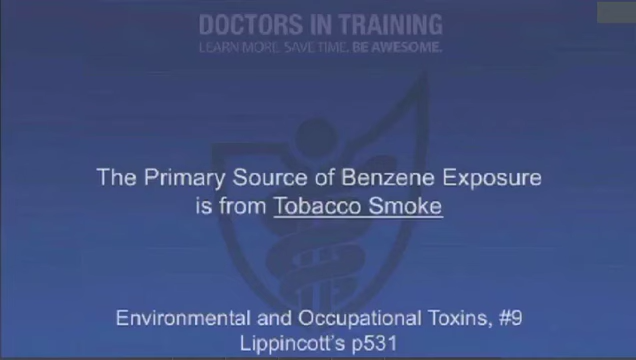 DOCTORS IN TRAINING
LEARN MORE. SAVE TIME. BE AWESOME.
The Primary Source of Benzene Exposure
is from Tobacco Smoke
Environmental and Occupational Toxins, #9
Lippincott's p531